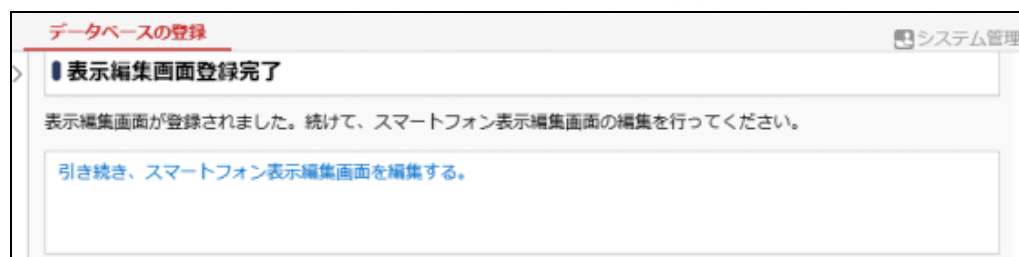 データベースの登録
システム管理
表示編集画面登録完了
表示編集画面が登録されました。続けて、スマートフォン表示編集画面の編集を行ってください。
引き続き、スマートフォン表示編集画面を編集する。